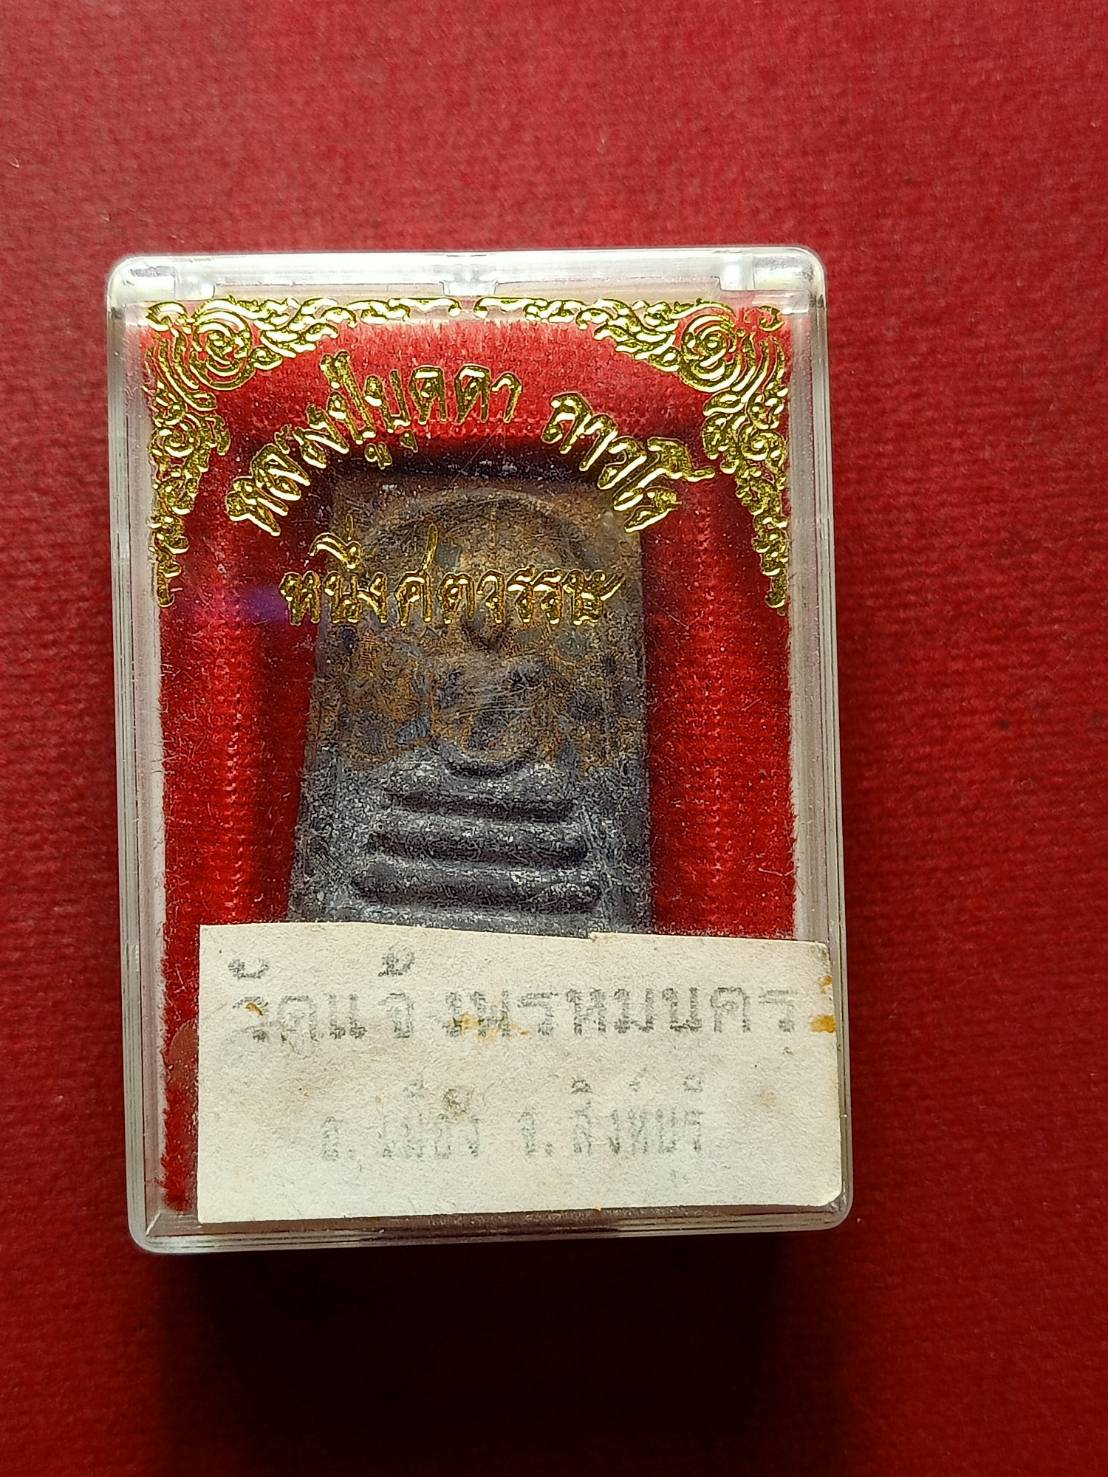 หลวงปู่บุดดา ถาวโร
หนึ่งศตวรรษ
วัดแจ้งพรหมนคร
อ. เมือง จ. สิงห์บุรี